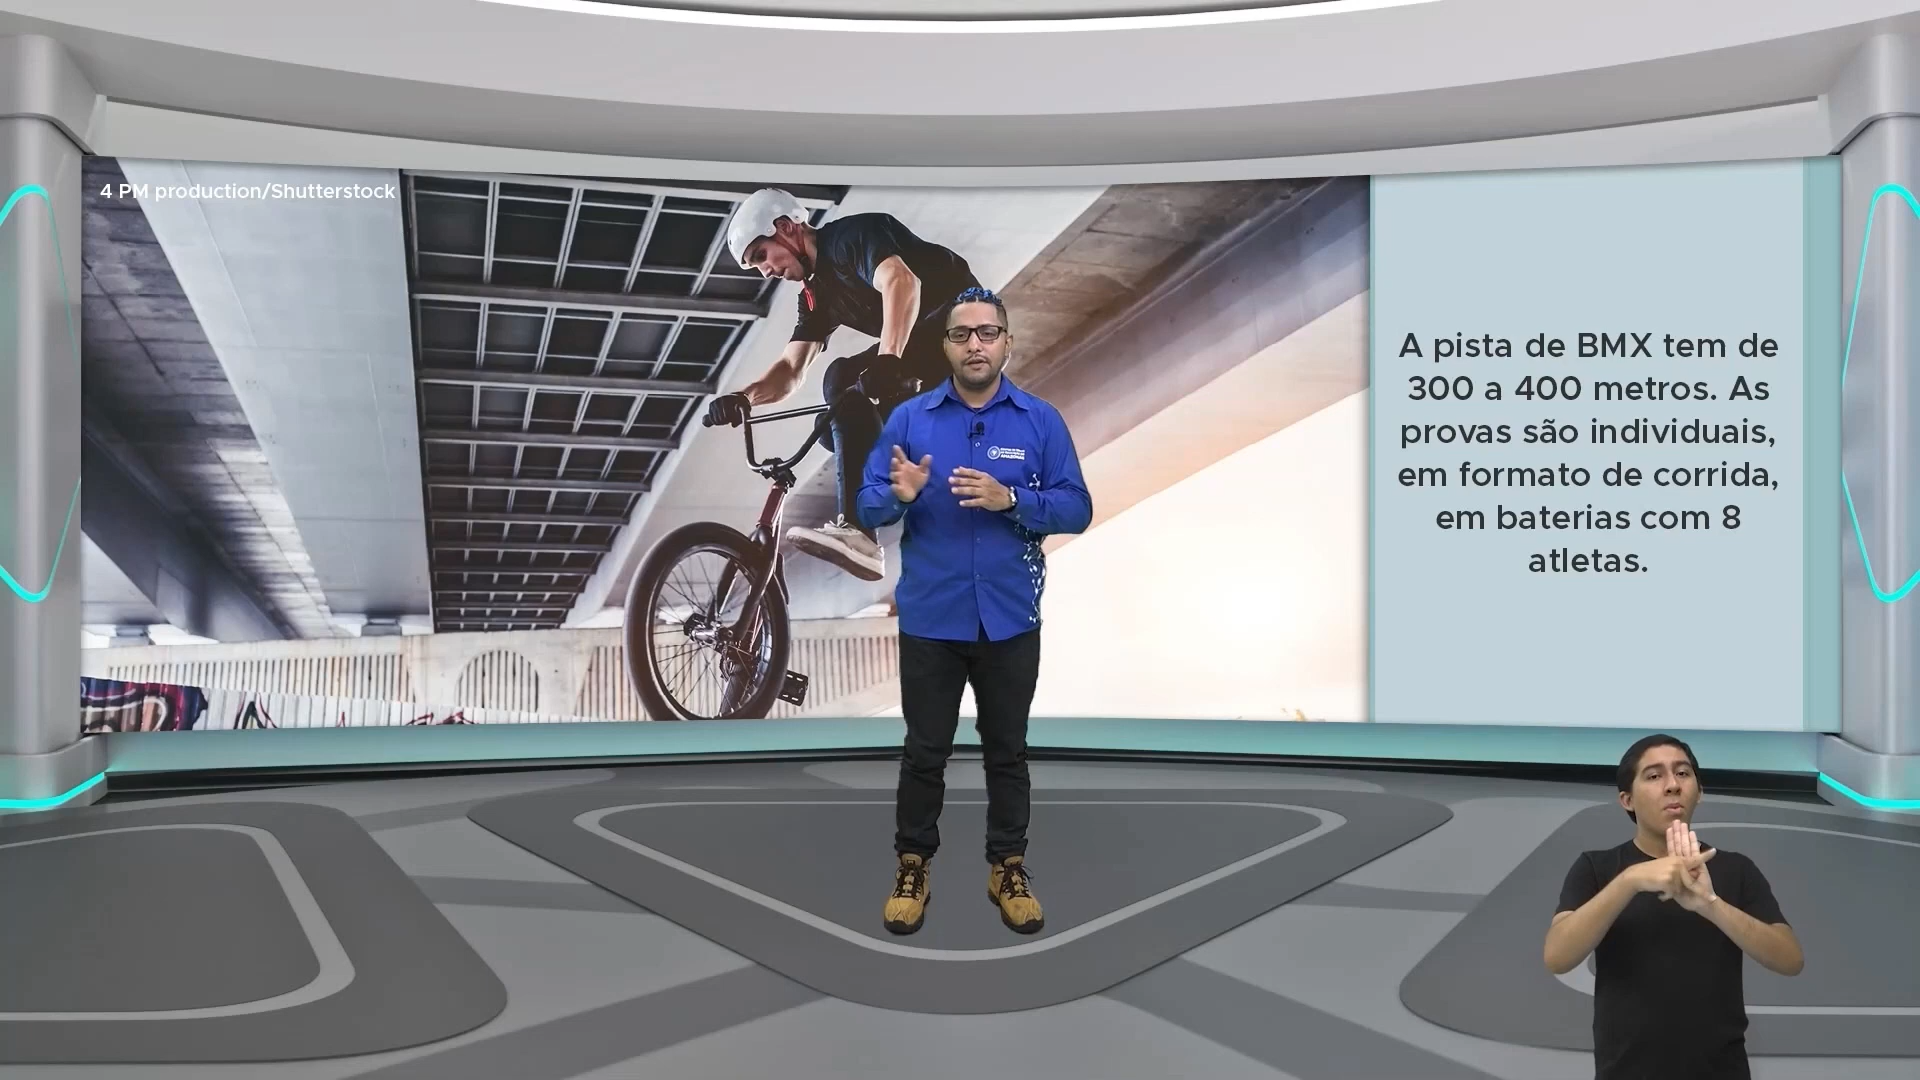 4 PM production/Shutterstock
A pista de BMX tem de
300 a 400 metros. As
provas são individuais,
em formato de corrida,
em baterias com 8
atletas.
AMAZONAS